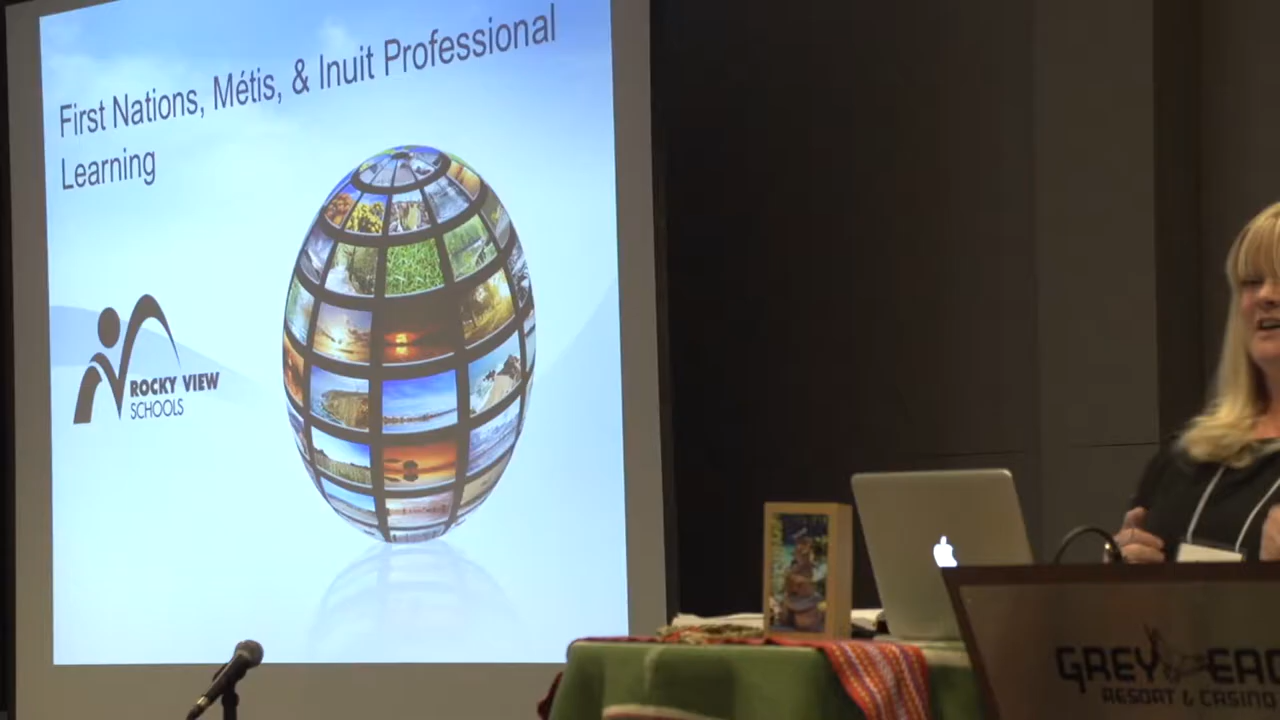 First Nations, Métis, & Inuit Professional
Learning
ROCKY VIEW
SCHOOLS
GREY EAG
RESORT & CASINO